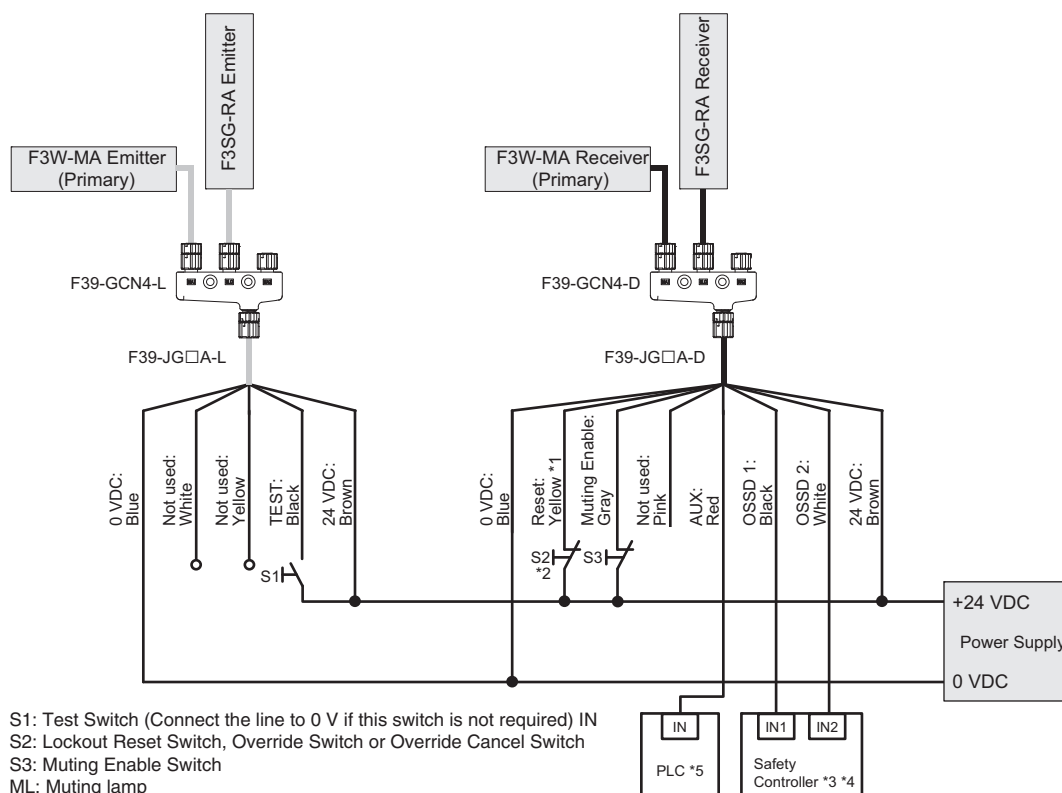 F3SG-RA Emitter
F3W-MA Emitter
(Primary)
F39-GCN4-L
F39-JG□A-L
0 VDC:
Blue
Not used:
White
Not used:
Yellow
TEST:
Black
24 VDC:
Brown
S1
F3SG-RA Receiver
F3W-MA Receiver
(Primary)
F39-GCN4-D
F39-JG□A-D
0 VDC:
Blue
Reset:
Yellow *1
Muting Enable:
Gray
Not used:
Pink
AUX:
Red
OSSD 1:
Black
OSSD 2:
White
24 VDC:
Brown
S2
*2
S3
+24 VDC
Power Supply
0 VDC
IN
PLC *5
IN1
IN2
Safety
Controller *3 *4
S1: Test Switch (Connect the line to 0 V if this switch is not required) IN
S2: Lockout Reset Switch, Override Switch or Override Cancel Switch
S3: Muting Enable Switch
ML: Muting lamp